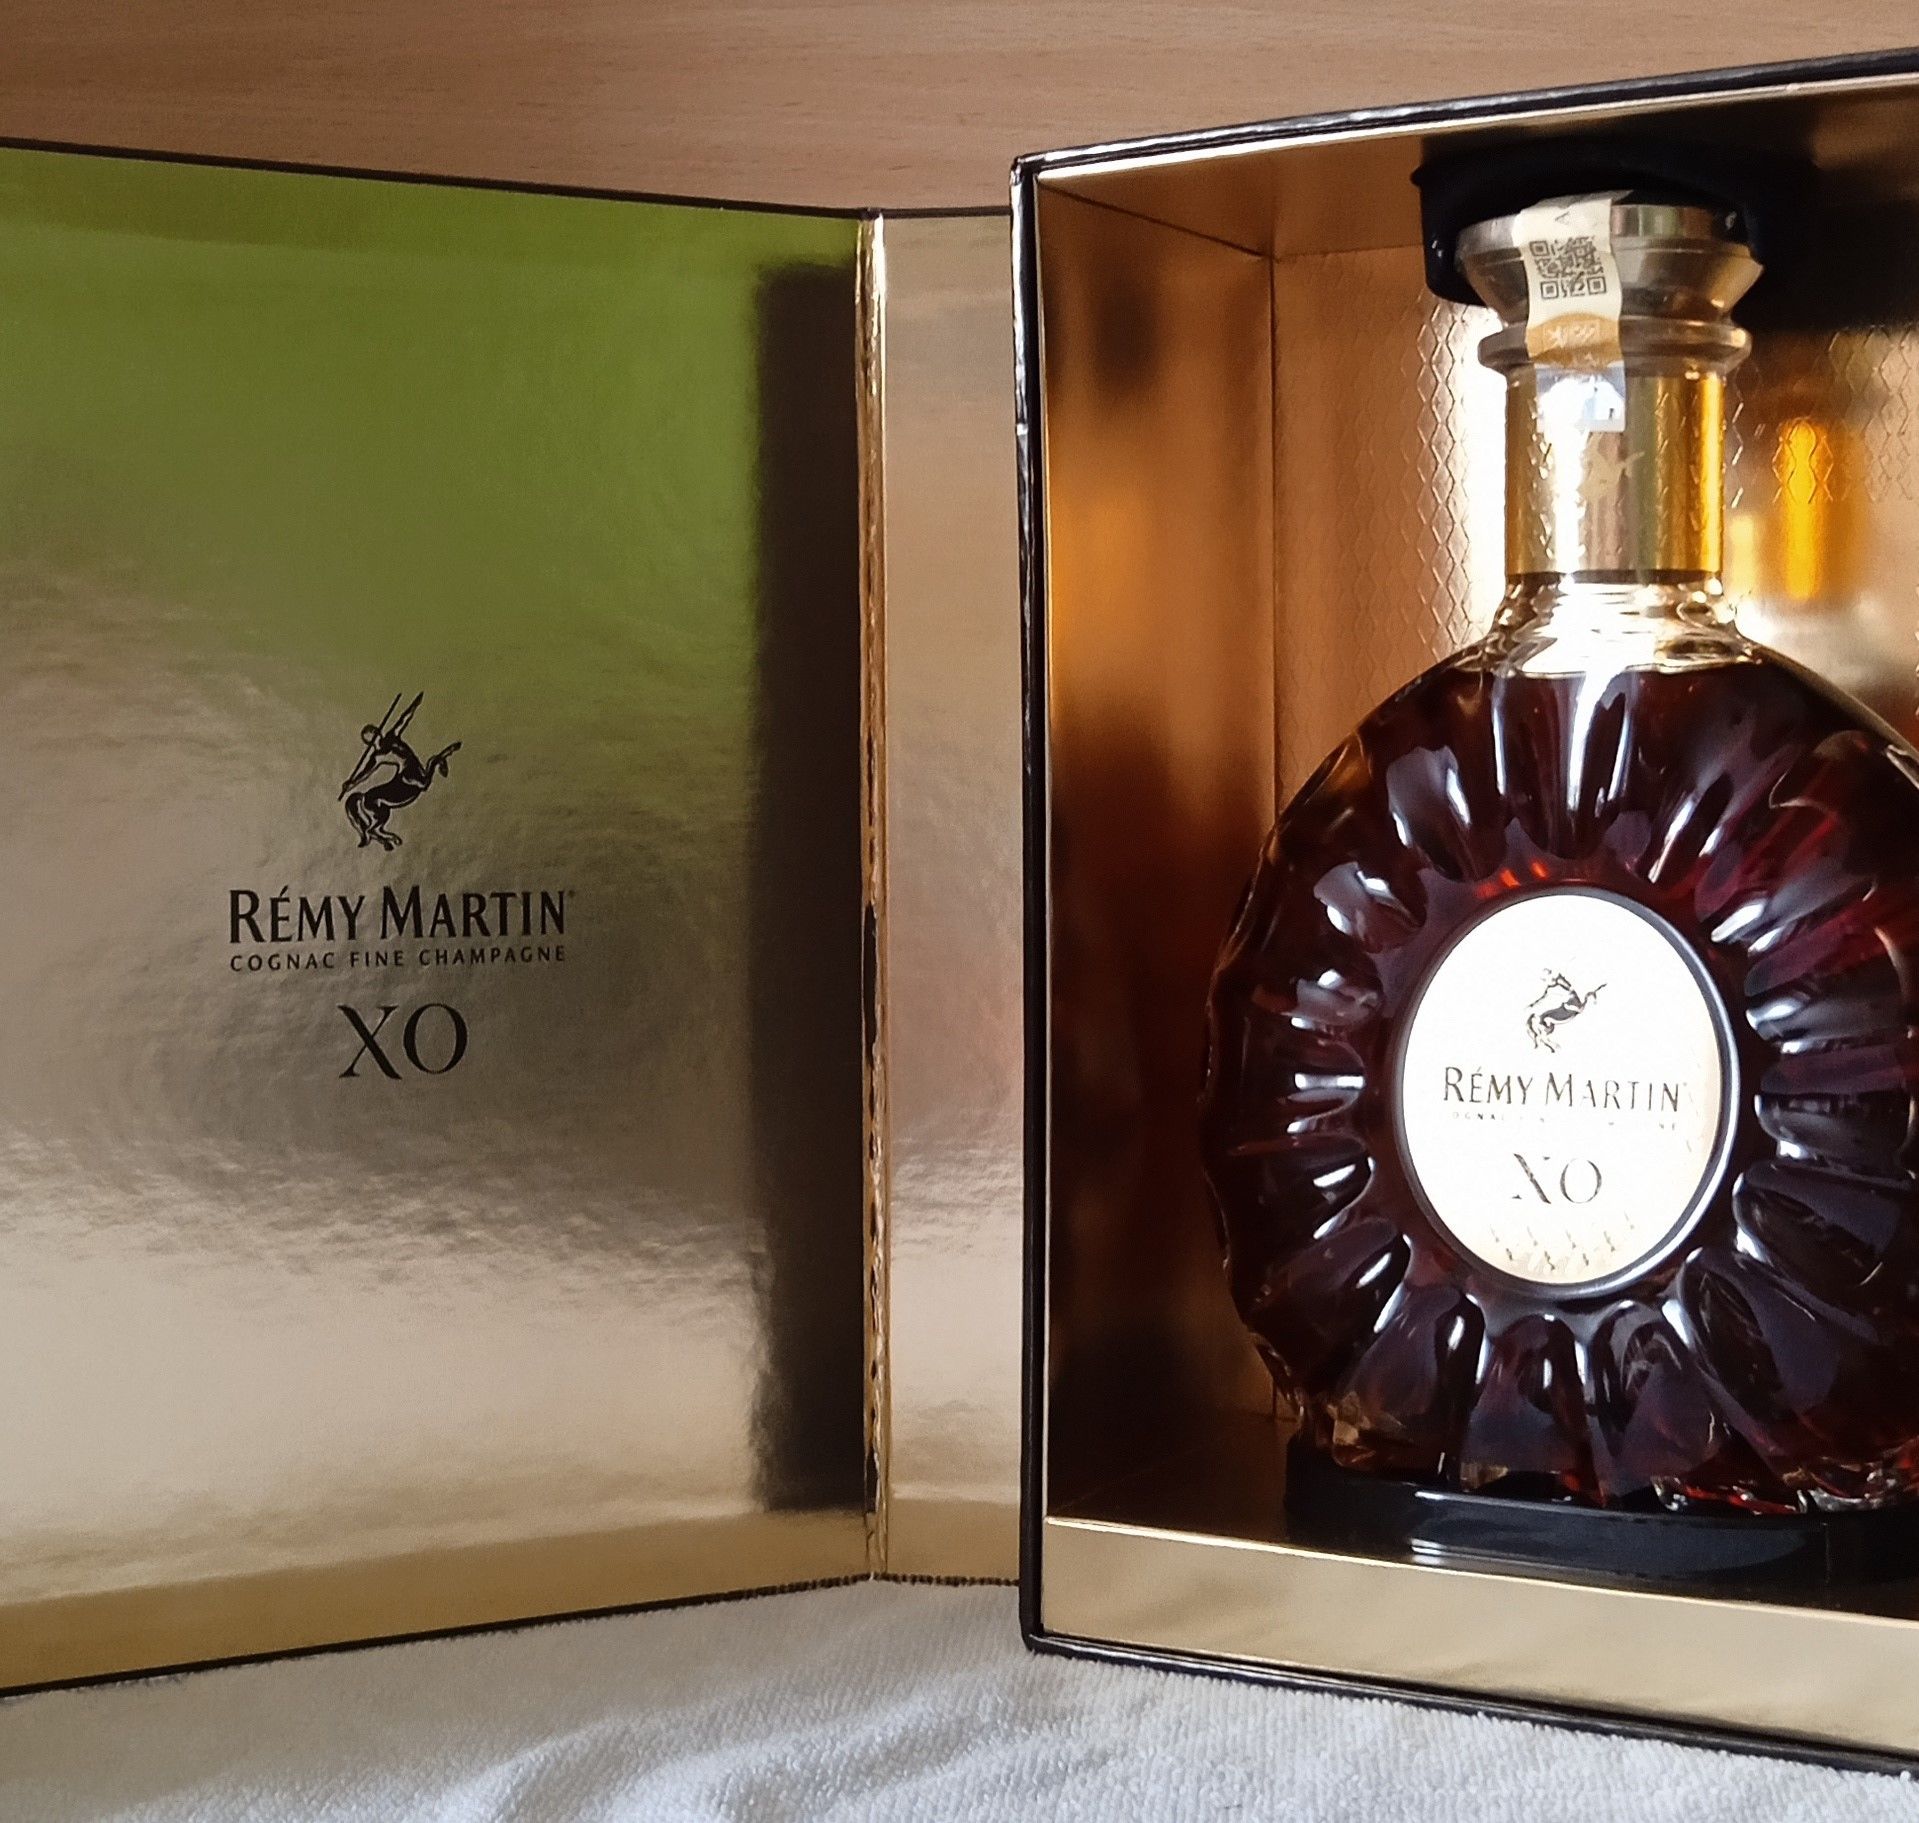 RÉMY MARTIN
COGNAC FINE CHAMPAGNE
XO
RÉMY MARTIN
XO